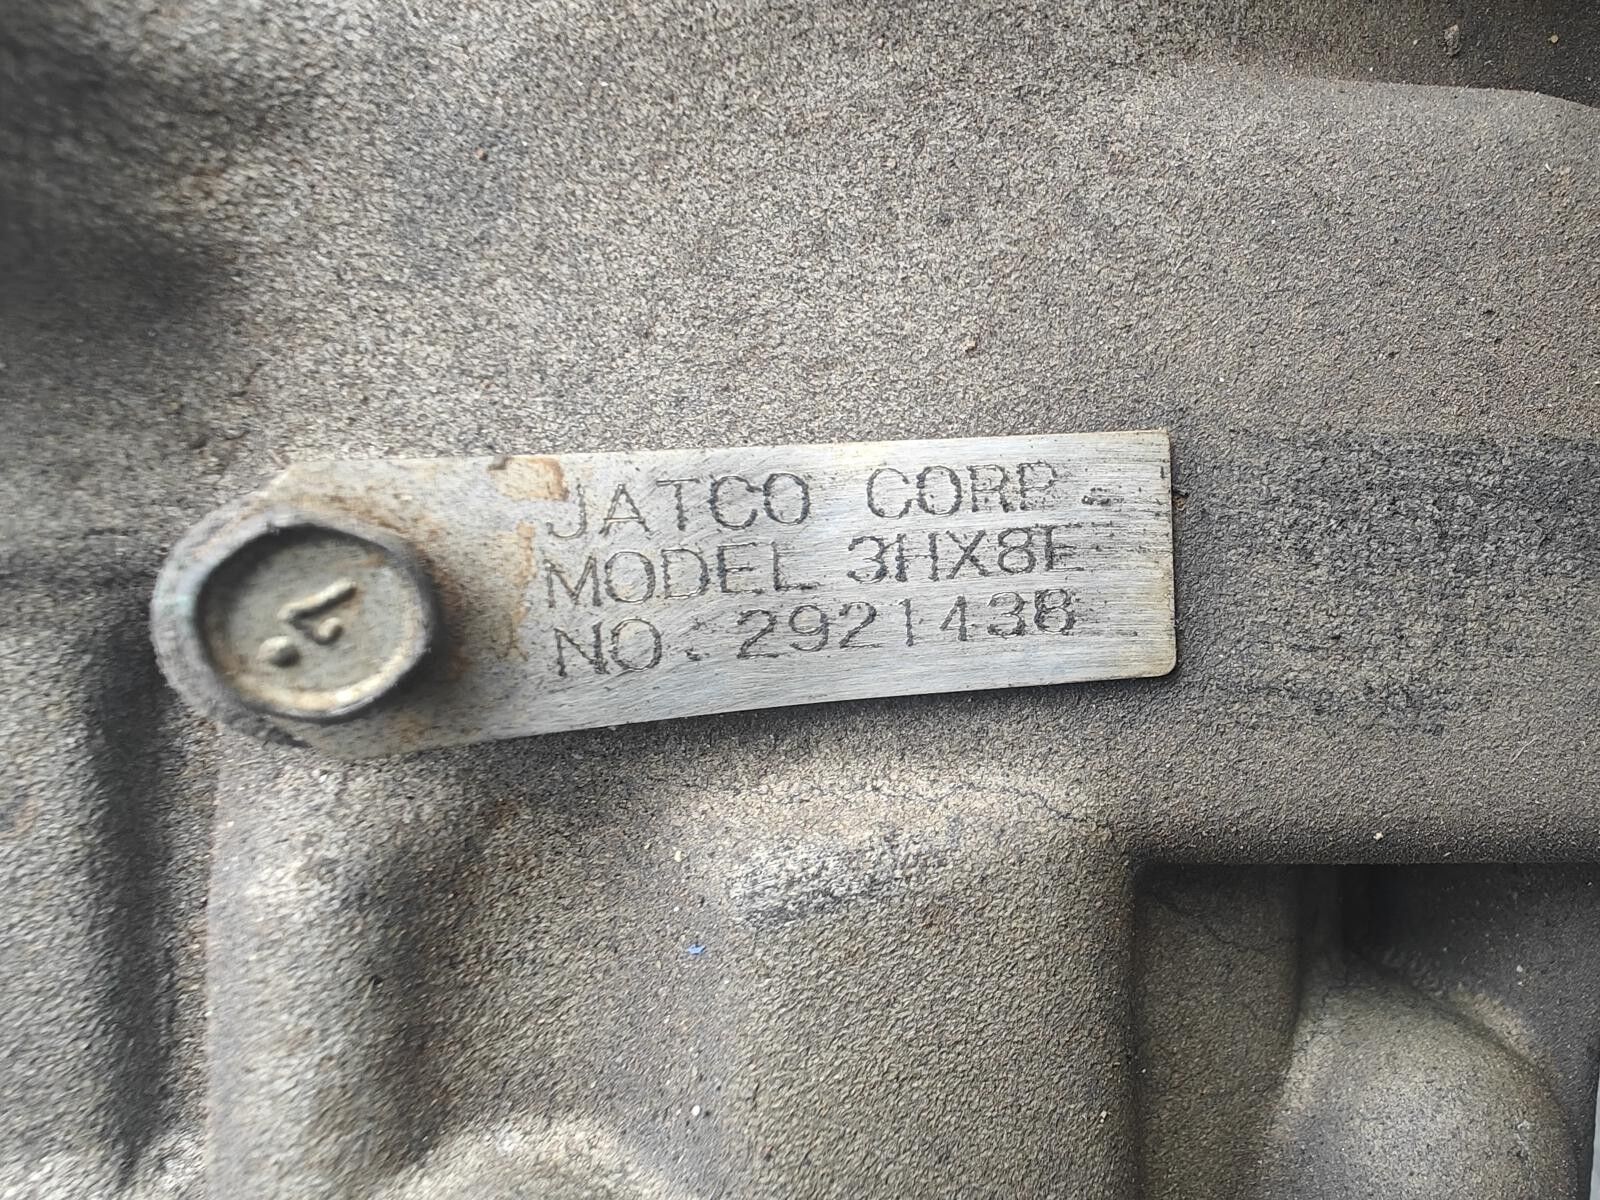 JATCO CORP.
MODEL 3HX8E
NO: 2921438